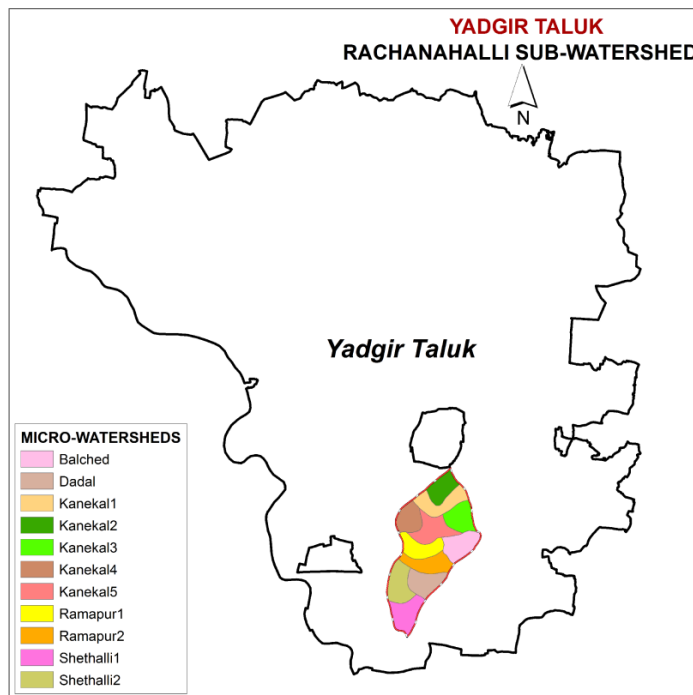 YADGIR TALUK
RACHANAHALLI SUB-WATERSHED
N
Yadgir Taluk
MICRO-WATERSHEDS
Balched
Dadal
Kanekal1
Kanekal2
Kanekal3
Kanekal4
Kanekal5
Ramapur1
Ramapur2
Shethalli1
Shethalli2